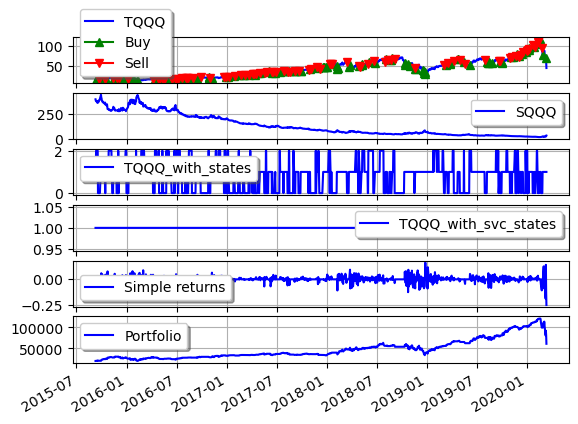 TQQQ
Buy
Sell
100
50
SQQQ
250
0
TQQQ_with_states
2
0
TQQQ_with_svc_states
1.05
1.00
0.95
Simple returns
0.00
−0.25
Portfolio
100000
50000
2015-07 2016-01 2016-07 2017-01 2017-07 2018-01 2018-07 2019-01 2019-07 2020-01